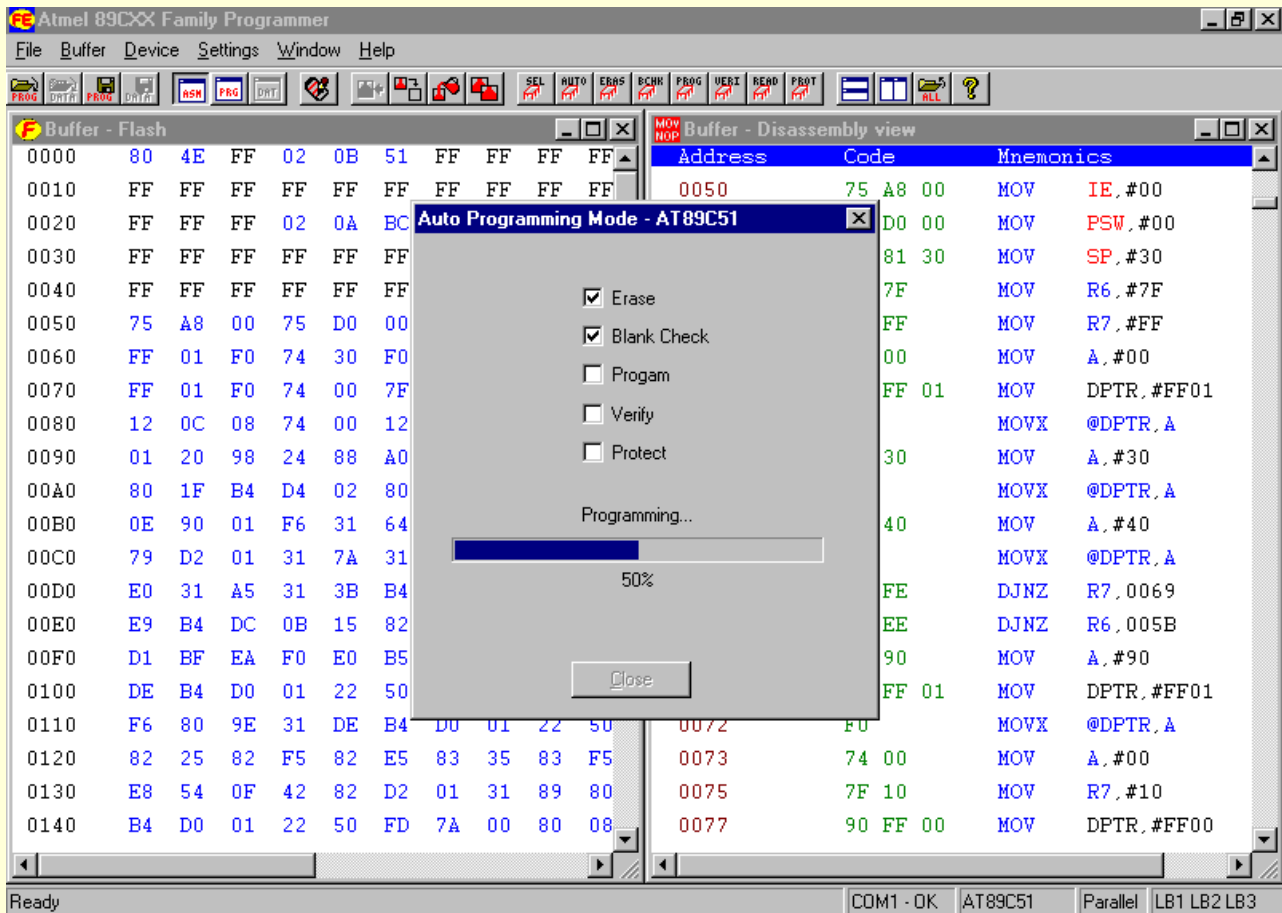 FE Atmel 89CXX Family Programmer
File Buffer Device Settings Window Help
PROG DATA PROG DATA ASM PRG DAT SEL AUTO ERAS BCHK PROG VERI READ PROT ALL ?
F Buffer - Flash
0000 80 4E FF 02 0B 51 FF FF FF FF
0010 FF FF FF FF FF FF FF FF FF FF
0020 FF FF FF 02 0A BC
0030 FF FF FF FF FF FF
0040 FF FF FF FF FF FF
0050 75 A8 00 75 D0 00
0060 FF 01 F0 74 30 F0
0070 FF 01 F0 74 00 7F
0080 12 0C 08 74 00 12
0090 01 20 98 24 88 A0
00A0 80 1F B4 D4 02 80
00B0 0E 90 01 F6 31 64
00C0 79 D2 01 31 7A 31
00D0 E0 31 A5 31 3B B4
00E0 E9 B4 DC 0B 15 82
00F0 D1 BF EA F0 E0 B5
0100 DE B4 D0 01 22 50
0110 F6 80 9E 31 DE B4 D0 01 22 50
0120 82 25 82 F5 82 E5 83 35 83 F5
0130 E8 54 0F 42 82 D2 01 31 89 80
0140 B4 D0 01 22 50 FD 7A 00 80 08
Auto Programming Mode - AT89C51
Erase
Blank Check
Progam
Verify
Protect
Programming...
50%
Close
MOV NOP Buffer - Disassembly view
Address Code Mnemonics
0050 75 A8 00 MOV IE,#00
D0 00 MOV PSW,#00
81 30 MOV SP,#30
7F MOV R6,#7F
FF MOV R7,#FF
00 MOV A,#00
FF 01 MOV DPTR,#FF01
MOVX @DPTR,A
30 MOV A,#30
MOVX @DPTR,A
40 MOV A,#40
MOVX @DPTR,A
FE DJNZ R7,0069
EE DJNZ R6,005B
90 MOV A,#90
FF 01 MOV DPTR,#FF01
0072 F0 MOVX @DPTR,A
0073 74 00 MOV A,#00
0075 7F 10 MOV R7,#10
0077 90 FF 00 MOV DPTR,#FF00
Ready COM1 - OK AT89C51 Parallel LB1 LB2 LB3